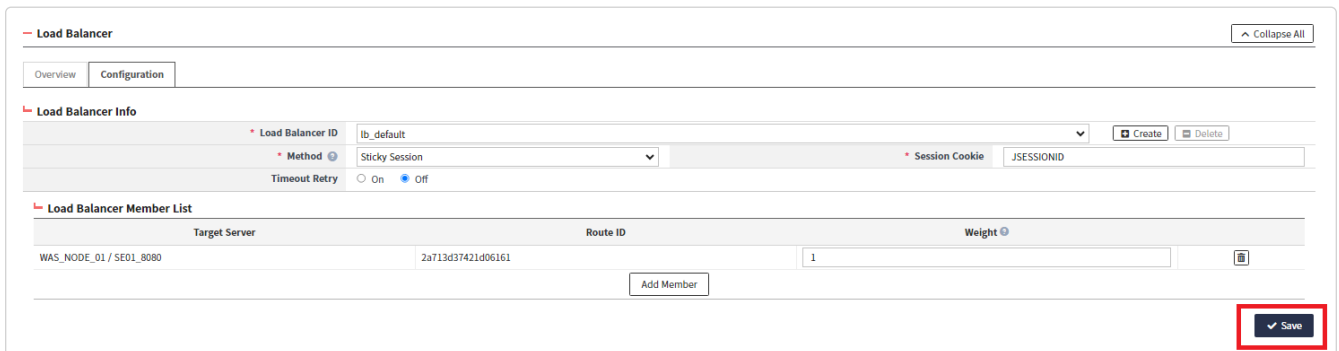 Load Balancer
Collapse All
Overview Configuration
Load Balancer Info
* Load Balancer ID lb_default Create Delete
* Method Sticky Session * Session Cookie JSESSIONID
Timeout Retry On Off
Load Balancer Member List
Target Server Route ID Weight
WAS_NODE_01 / SE01_8080 2a713d37421d06161 1
Add Member
Save